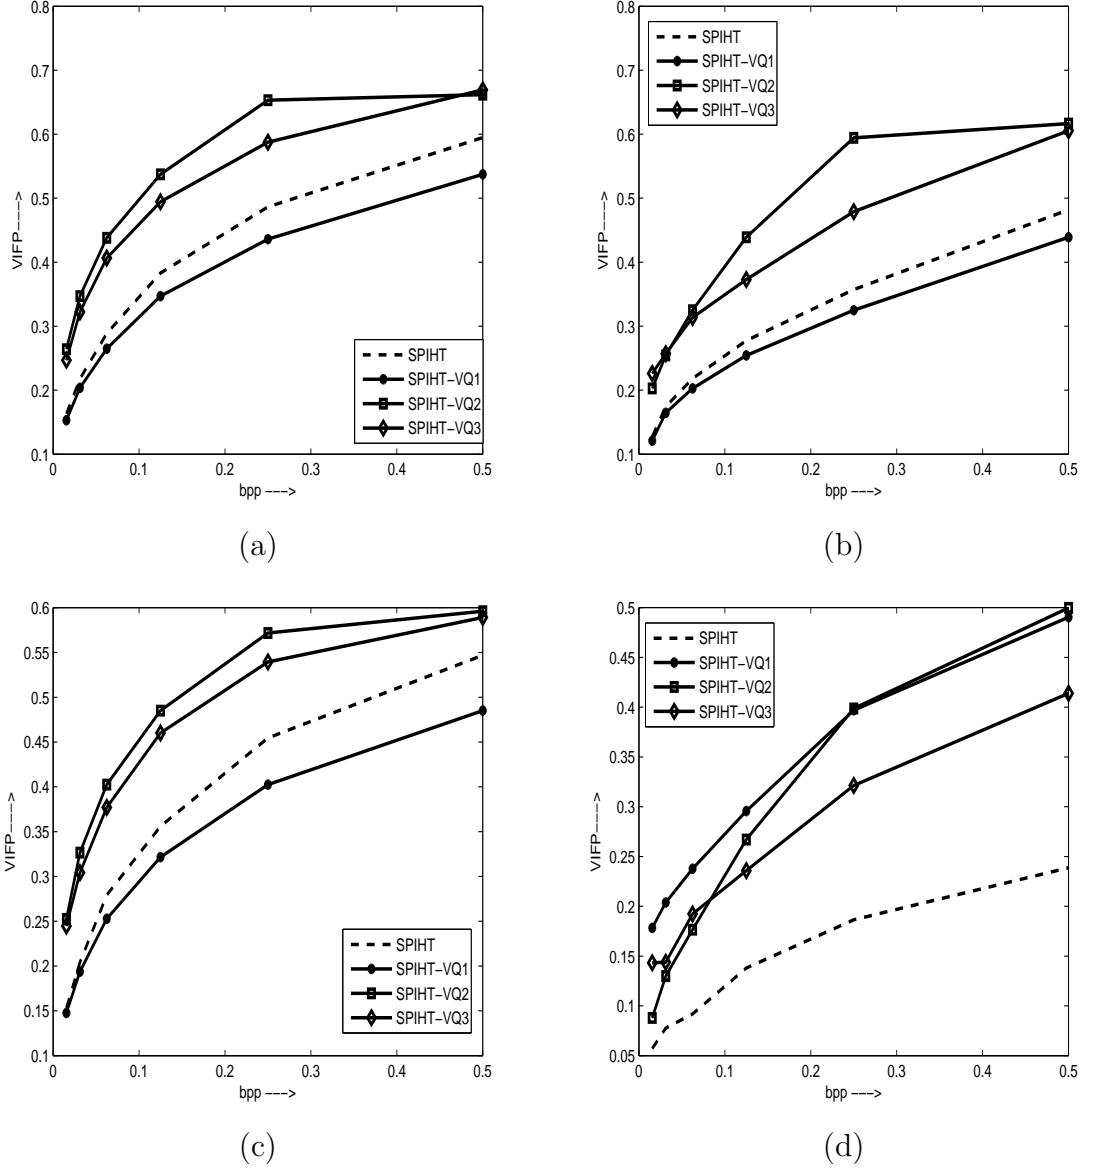 0.8
0.7
0.6
0.5
0.4
0.3
0.2
0.1
VIFP---->
0 0.1 0.2 0.3 0.4 0.5
bpp --->
SPIHT
SPIHT-VQ1
SPIHT-VQ2
SPIHT-VQ3
(a)
0.8
0.7
0.6
0.5
0.4
0.3
0.2
0.1
VIFP---->
0 0.1 0.2 0.3 0.4 0.5
bpp --->
SPIHT
SPIHT-VQ1
SPIHT-VQ2
SPIHT-VQ3
(b)
0.6
0.55
0.5
0.45
0.4
0.35
0.3
0.25
0.2
0.15
0.1
VIFP---->
0 0.1 0.2 0.3 0.4 0.5
bpp --->
SPIHT
SPIHT-VQ1
SPIHT-VQ2
SPIHT-VQ3
(c)
0.5
0.45
0.4
0.35
0.3
0.25
0.2
0.15
0.1
0.05
VIFP---->
0 0.1 0.2 0.3 0.4 0.5
bpp --->
SPIHT
SPIHT-VQ1
SPIHT-VQ2
SPIHT-VQ3
(d)